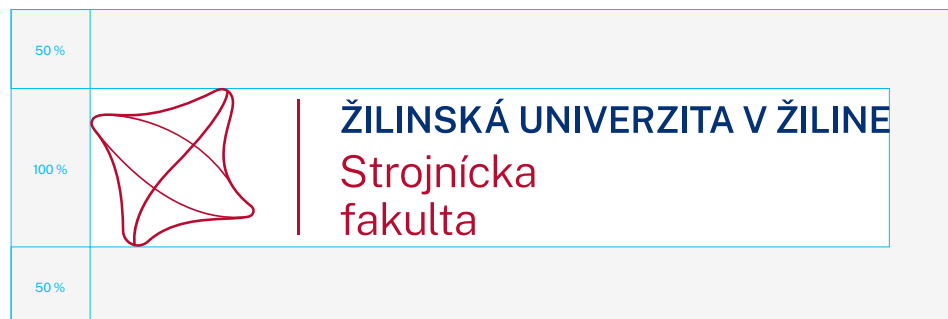 50 %
100 %
ŽILINSKÁ UNIVERZITA V ŽILINE
Strojnícka
fakulta
50 %